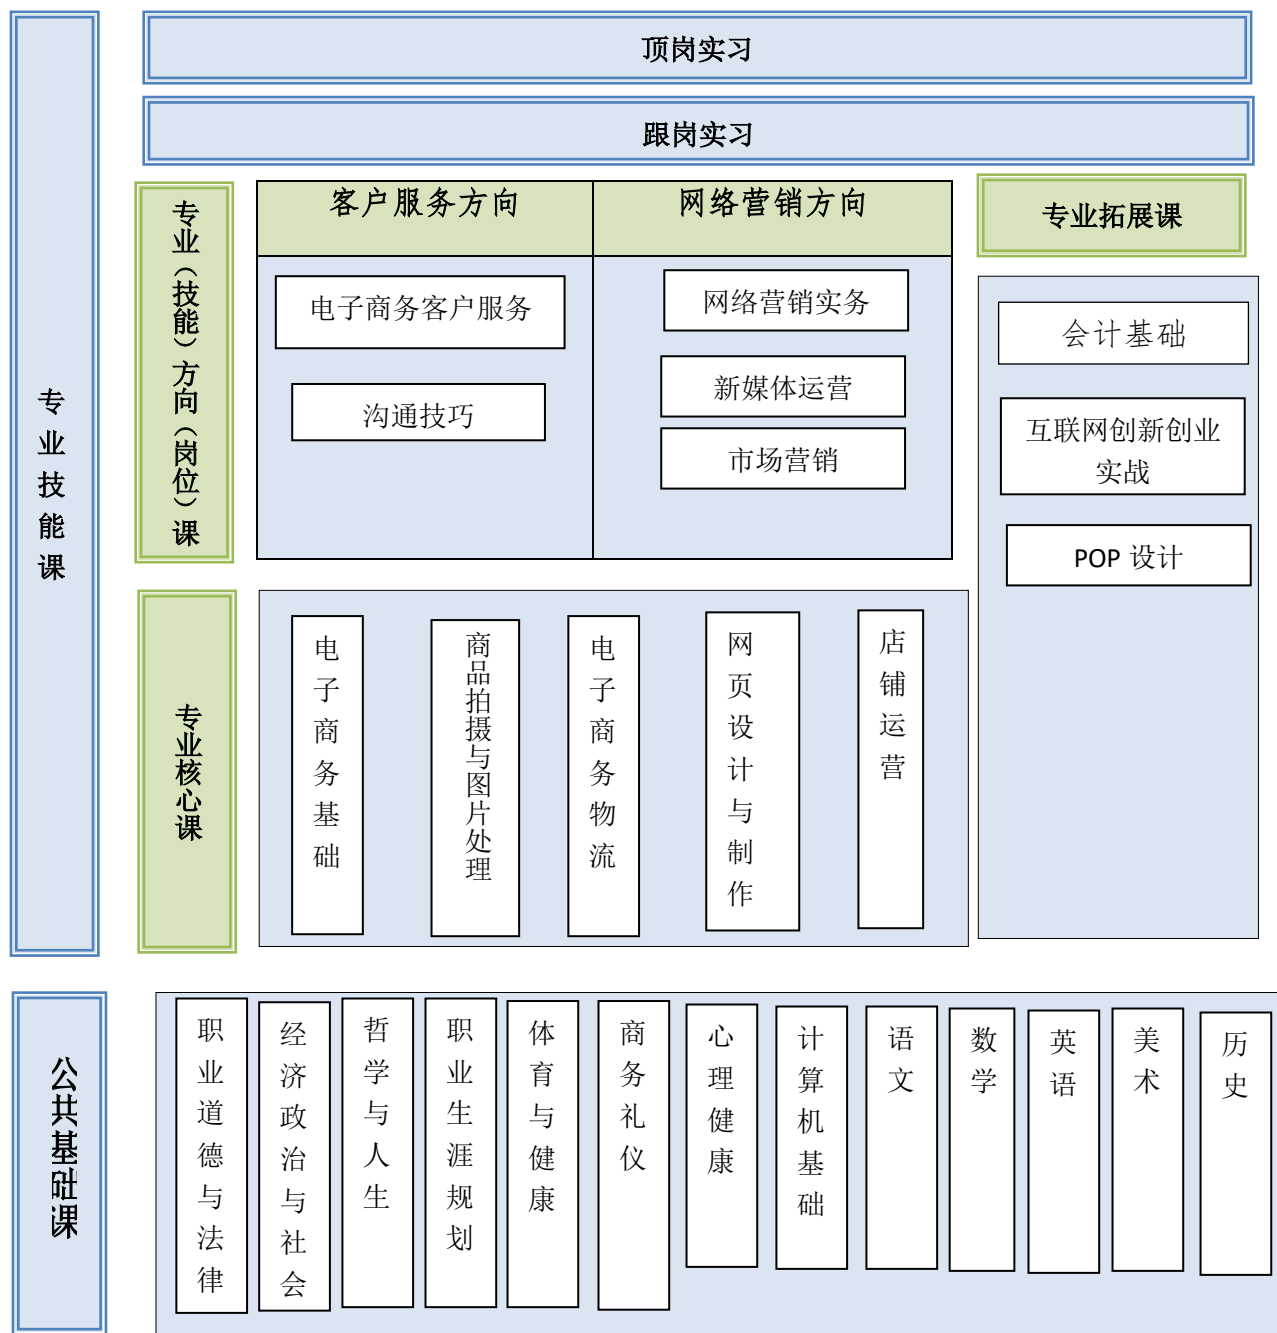 顶岗实习
跟岗实习
专业技能课
专业（技能）方向（岗位）课
客户服务方向
网络营销方向
专业拓展课
电子商务客户服务
沟通技巧
网络营销实务
新媒体运营
市场营销
会计基础
互联网创新创业
实战
POP 设计
专业核心课
电子商务基础
商品拍摄与图片处理
电子商务物流
网页设计与制作
店铺运营
公共基础课
职业道德与法律
经济政治与社会
哲学与人生
职业生涯规划
体育与健康
商务礼仪
心理健康
计算机基础
语文
数学
英语
美术
历史